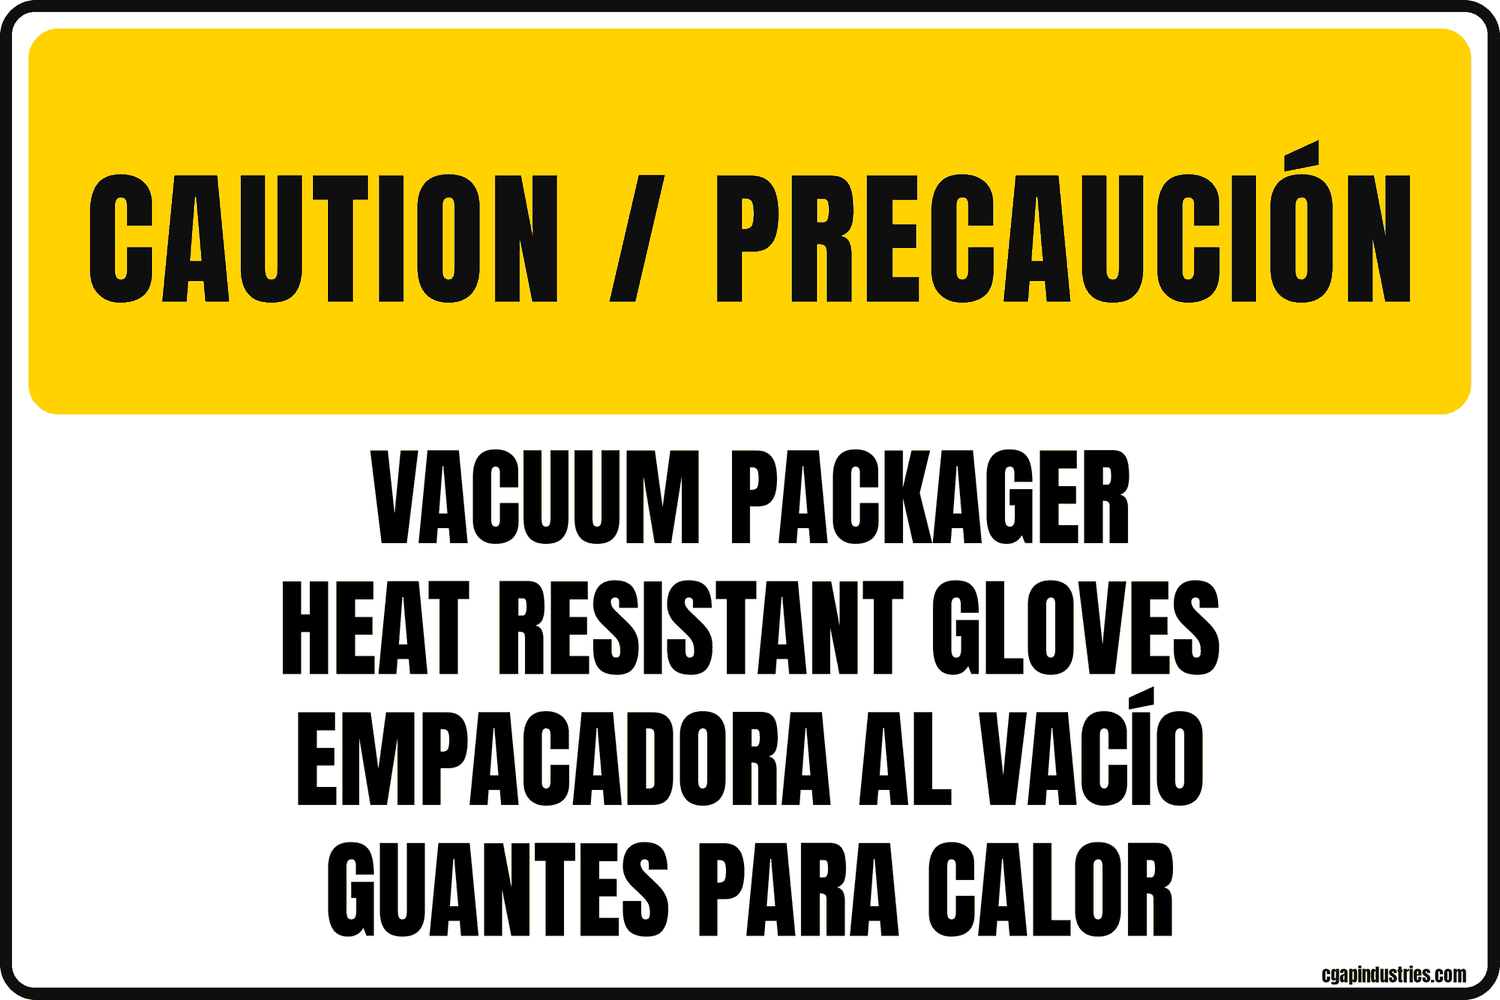 CAUTION / PRECAUCIÓN
VACUUM PACKAGER
HEAT RESISTANT GLOVES
EMPACADORA AL VACÍO
GUANTES PARA CALOR
cgapindustries.com